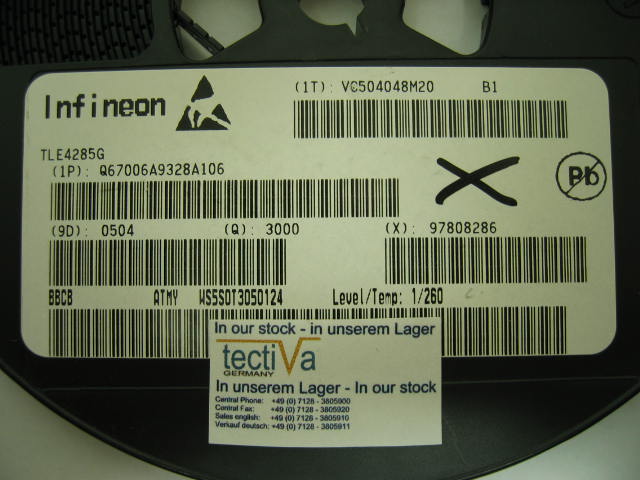 Infineon
(1T): VC504048M20 B1
TLE4285G
(1P): Q67006A9328A106
Pb
(9D): 0504 (Q): 3000 (X): 97808286
BBCB ATMY WS5SOT3050124 Level/Temp: 1/260
In our stock - in unserem Lager
tectiVa
GERMANY
In unserem Lager - In our stock
Central Phone: +49 (0) 7128 - 3805900
Central Fax: +49 (0) 7128 - 3805920
Sales english: +49 (0) 7128 - 3805910
Verkauf deutsch: +49 (0) 7128 - 3805911